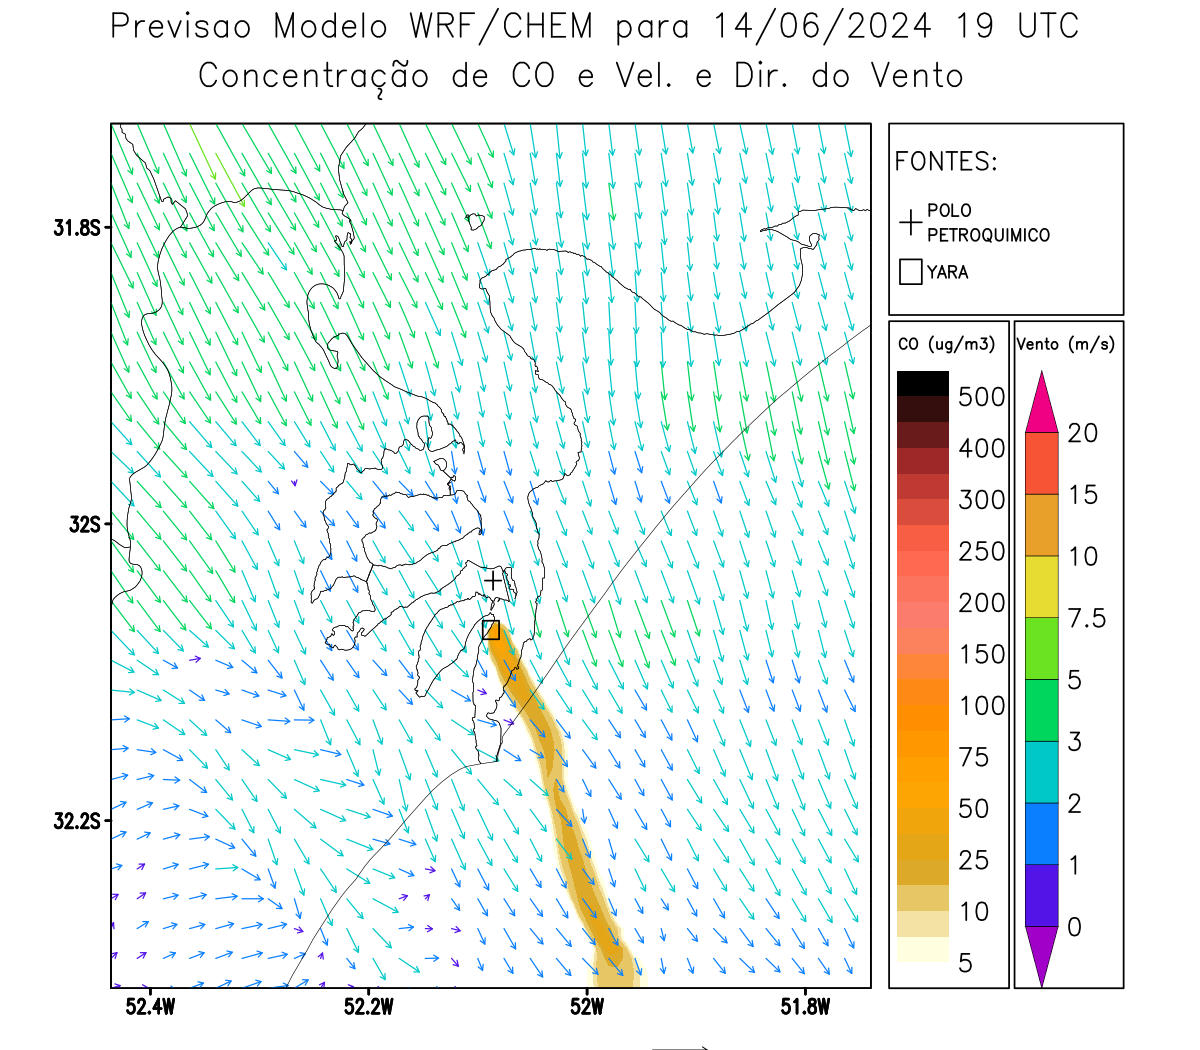 Previsao Modelo WRF/CHEM para 14/06/2024 19 UTC
Concentração de CO e Vel. e Dir. do Vento
FONTES:
POLO
PETROQUIMICO
YARA
31.8S
32S
32.2S
52.4W
52.2W
52W
51.8W
CO (ug/m3)
500
400
300
250
200
150
100
75
50
25
10
5
Vento (m/s)
20
15
10
7.5
5
3
2
1
0